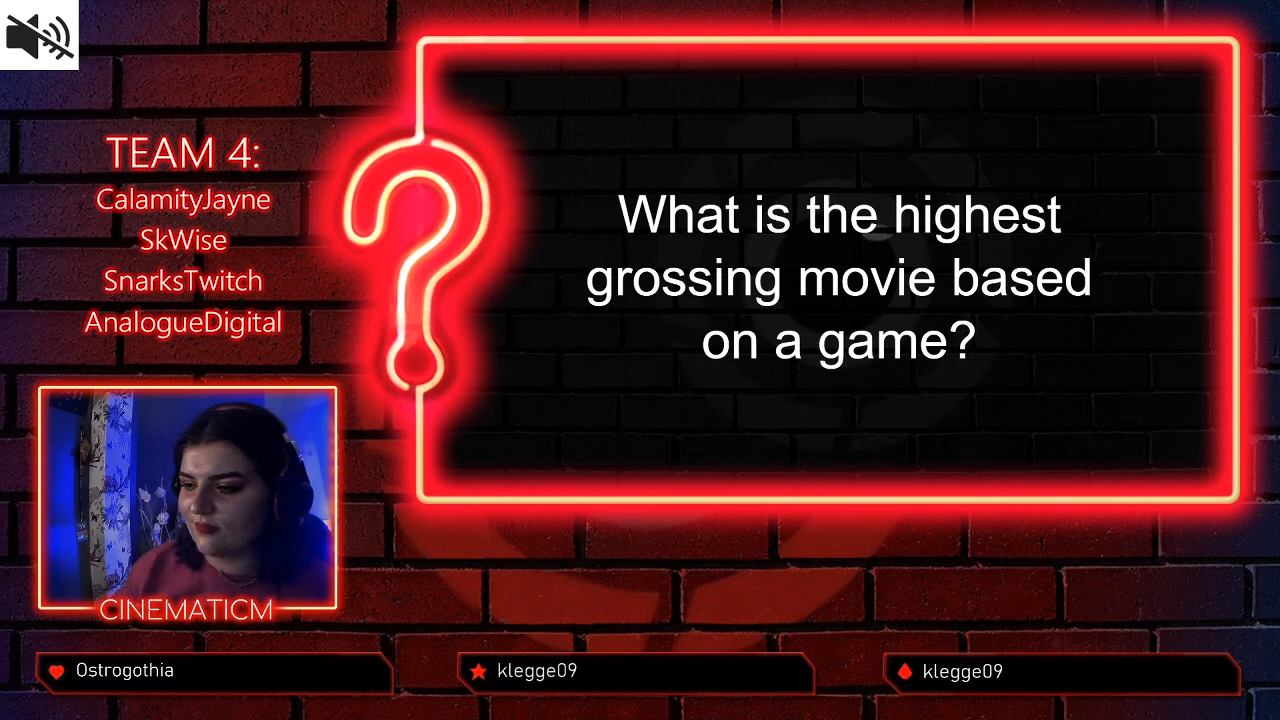 TEAM 4:
CalamityJayne
SkWise
SnarksTwitch
AnalogueDigital
What is the highest
grossing movie based
on a game?
CINEMATICM
Ostrogothia
klegge09
klegge09